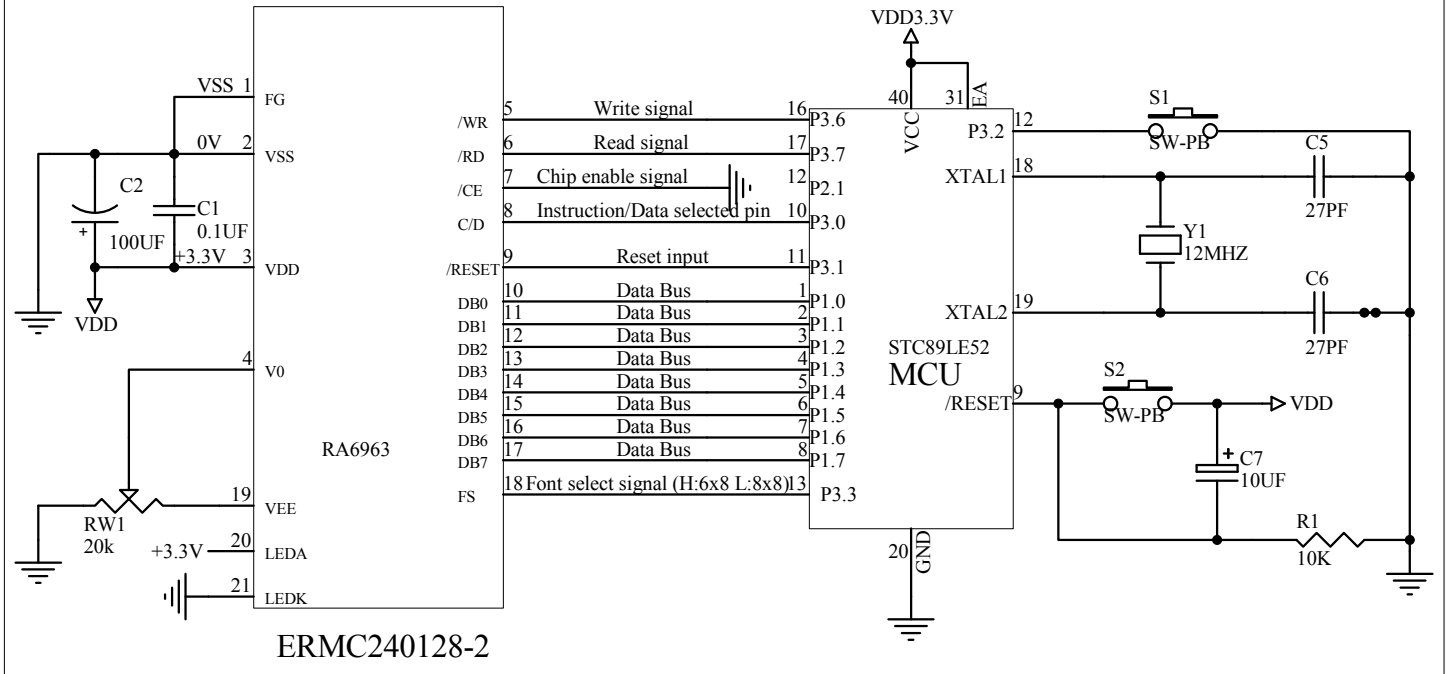 VDD3.3V
VSS 1
FG
0V 2
VSS
C2
100UF
+
C1
0.1UF
+3.3V 3
VDD
VDD
4
V0
RA6963
19
VEE
RW1
20k
+3.3V 20
LEDA
21
LEDK
ERMC240128-2
/WR 5 Write signal 16 P3.6
/RD 6 Read signal 17 P3.7
/CE 7 Chip enable signal 12 P2.1
C/D 8 Instruction/Data selected pin 10 P3.0
/RESET 9 Reset input 11 P3.1
DB0 10 Data Bus 1 P1.0
DB1 11 Data Bus 2 P1.1
DB2 12 Data Bus 3 P1.2
DB3 13 Data Bus 4 P1.3
DB4 14 Data Bus 5 P1.4
DB5 15 Data Bus 6 P1.5
DB6 16 Data Bus 7 P1.6
DB7 17 Data Bus 8 P1.7
FS 18 Font select signal (H:6x8 L:8x8) 13 P3.3
40
VCC
31
EA
P3.2 12
XTAL1 18
XTAL2 19
STC89LE52
MCU
/RESET 9
20
GND
S1
SW-PB
C5
27PF
Y1
12MHZ
C6
27PF
S2
SW-PB
VDD
+
C7
10UF
R1
10K